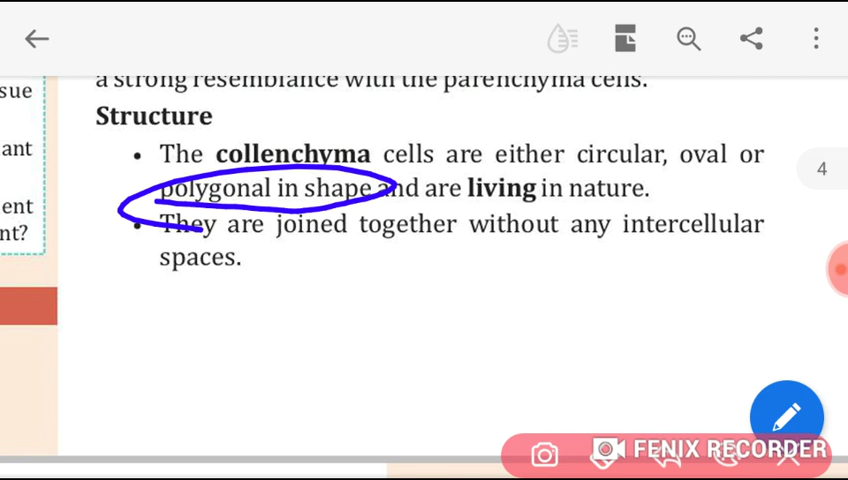 a strong resemblance with the parenchyma cells.
sue
Structure
ant
• The collenchyma cells are either circular, oval or
4
polygonal in shape and are living in nature.
ent
• They are joined together without any intercellular
nt?
spaces.
FENIX RECORDER